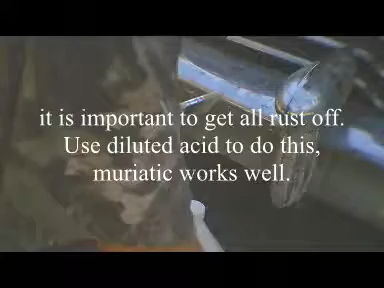 it is important to get all rust off.
Use diluted acid to do this,
muriatic works well.